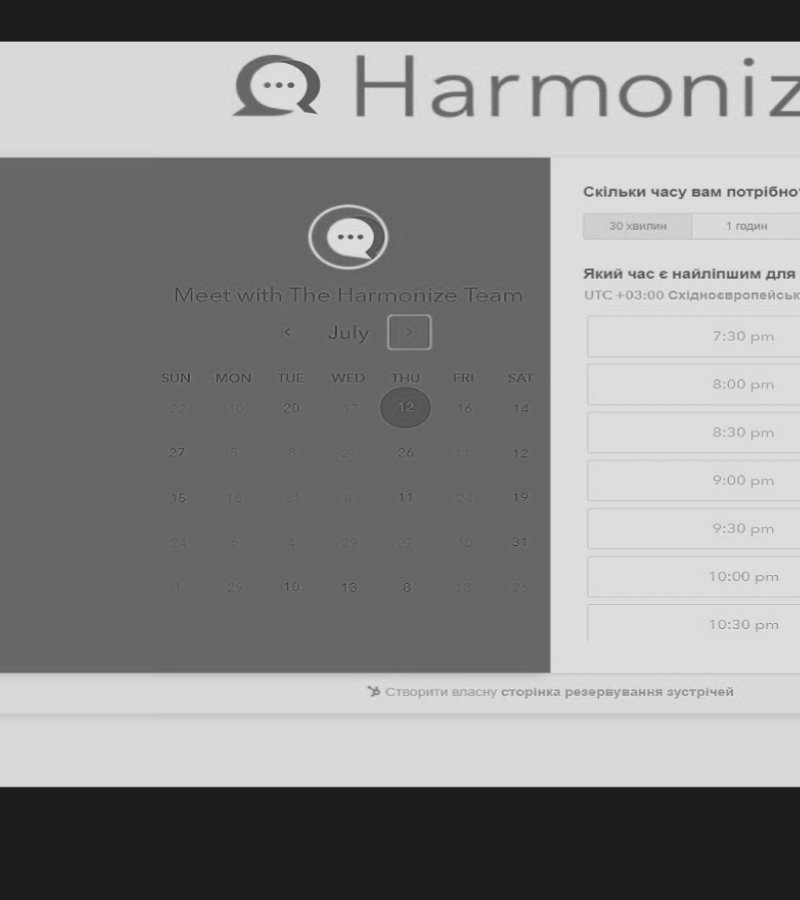 Harmoniz
Meet with The Harmonize Team
< July >
SUN MON TUE WED THU FRI SAT
22 10 20 17 12 16 14
27 5 8 21 26 11 12
15 18 31 4 11 24 19
24 6 4 29 27 10 31
1 29 10 13 8 18 26
Скільки часу вам потрібно
30 хвилин 1 годин
Який час є найліпшим для
UTC +03:00 Східноєвропейськ
7:30 pm
8:00 pm
8:30 pm
9:00 pm
9:30 pm
10:00 pm
10:30 pm
Створити власну сторінка резервування зустрічей